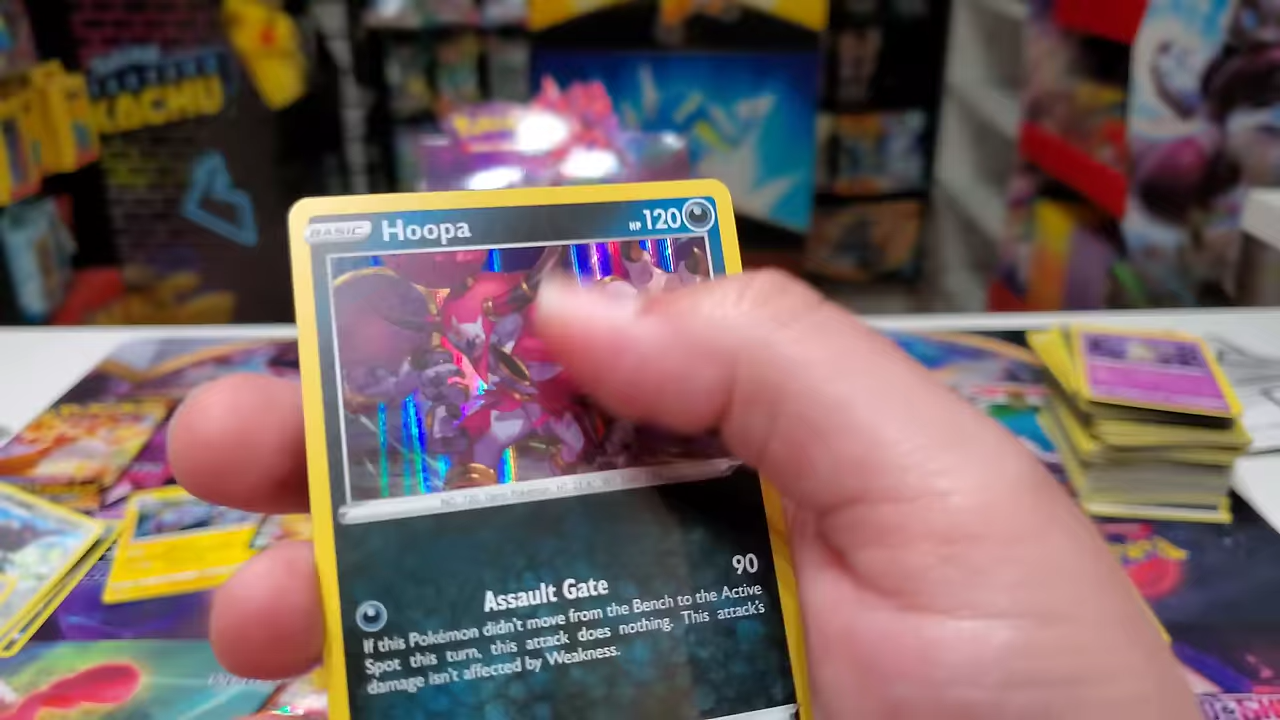 KACHU
BASIC Hoopa HP 120
Assault Gate 90
If this Pokémon didn't move from the Bench to the Active
Spot this turn, this attack does nothing. This attack's
damage isn't affected by Weakness.